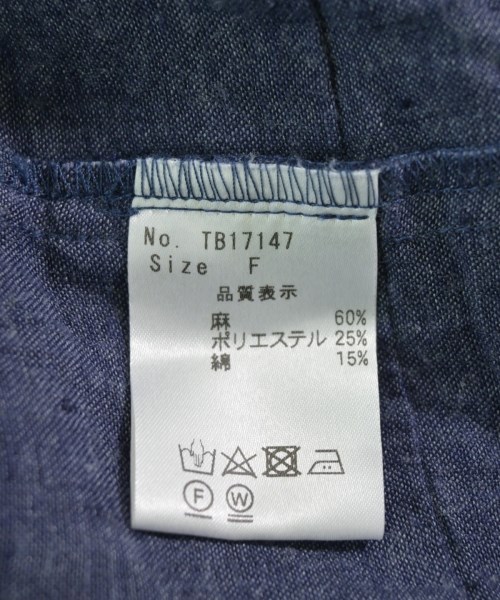 No. TB17147
Size F
品質表示
麻 60%
ポリエステル 25%
綿 15%
F W